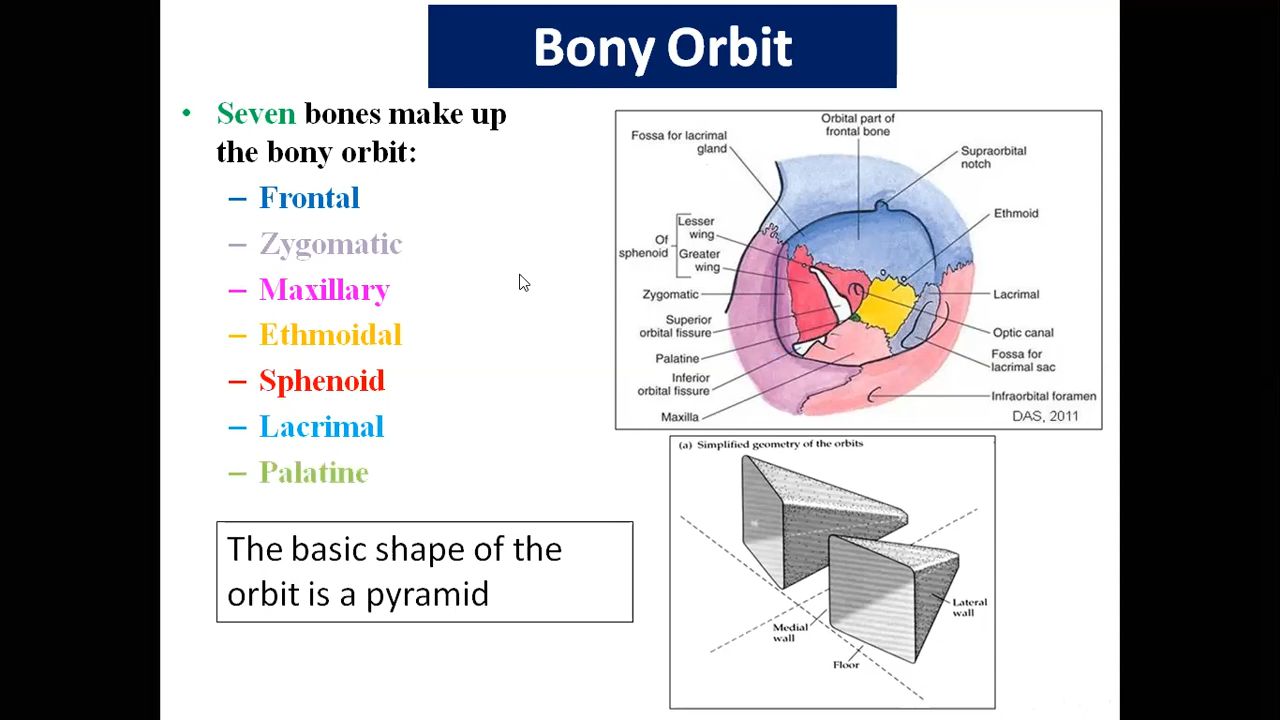 Bony Orbit
• Seven bones make up
the bony orbit:
– Frontal
– Zygomatic
– Maxillary
– Ethmoidal
– Sphenoid
– Lacrimal
– Palatine
The basic shape of the
orbit is a pyramid
Orbital part of
frontal bone
Fossa for lacrimal
gland
Supraorbital
notch
Ethmoid
Lesser
wing
Of
sphenoid
Greater
wing
Zygomatic
Lacrimal
Superior
orbital fissure
Optic canal
Palatine
Fossa for
lacrimal sac
Inferior
orbital fissure
Infraorbital foramen
Maxilla
DAS, 2011
(a) Simplified geometry of the orbits
Lateral
wall
Medial
wall
Floor